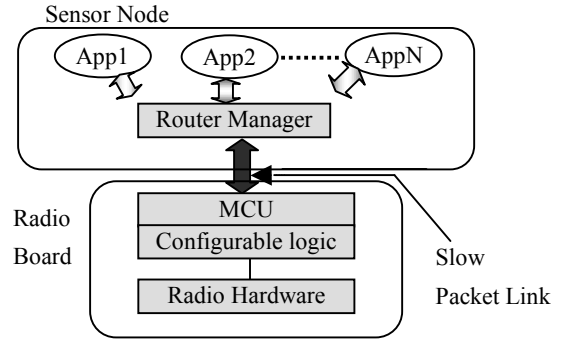 Sensor Node
App1
App2
AppN
Router Manager
MCU
Configurable logic
Radio Hardware
Radio
Board
Slow
Packet Link